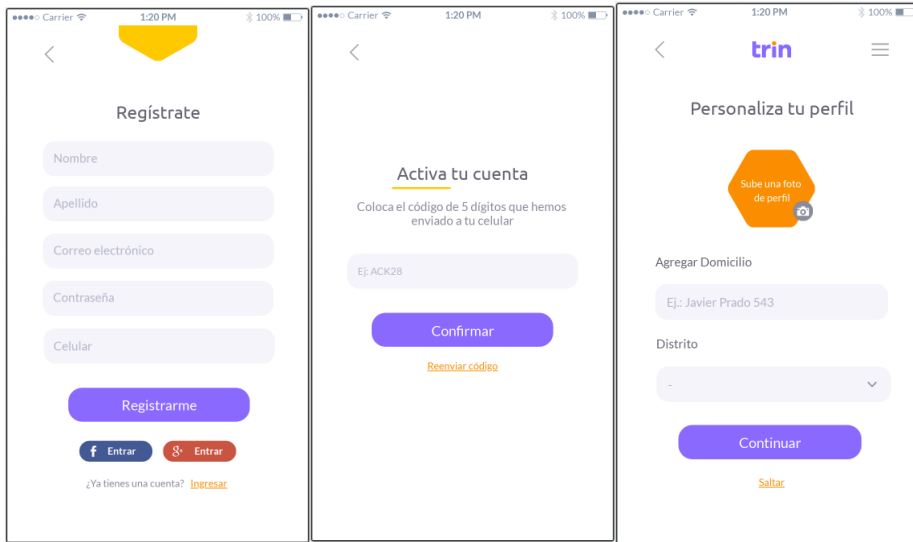 Carrier 1:20 PM 100%
Regístrate
Nombre
Apellido
Correo electrónico
Contraseña
Celular
Registrarme
f Entrar g+ Entrar
¿Ya tienes una cuenta? Ingresar
Carrier 1:20 PM 100%
Activa tu cuenta
Coloca el código de 5 dígitos que hemos
enviado a tu celular
Ej: ACK28
Confirmar
Reenviar código
Carrier 1:20 PM 100%
trin
Personaliza tu perfil
Sube una foto
de perfil
Agregar Domicilio
Ej.: Javier Prado 543
Distrito
-
Continuar
Saltar